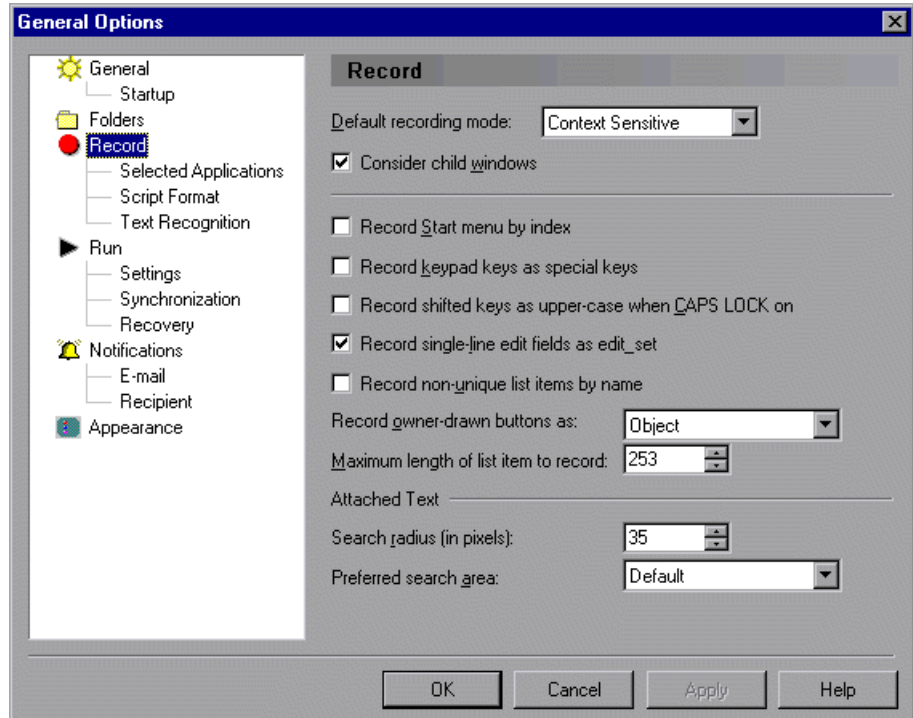 General Options
General
Startup
Folders
Record
Selected Applications
Script Format
Text Recognition
Run
Settings
Synchronization
Recovery
Notifications
E-mail
Recipient
Appearance
Record
Default recording mode: Context Sensitive
Consider child windows
Record Start menu by index
Record keypad keys as special keys
Record shifted keys as upper-case when CAPS LOCK on
Record single-line edit fields as edit_set
Record non-unique list items by name
Record owner-drawn buttons as: Object
Maximum length of list item to record: 253
Attached Text
Search radius (in pixels): 35
Preferred search area: Default
OK Cancel Apply Help